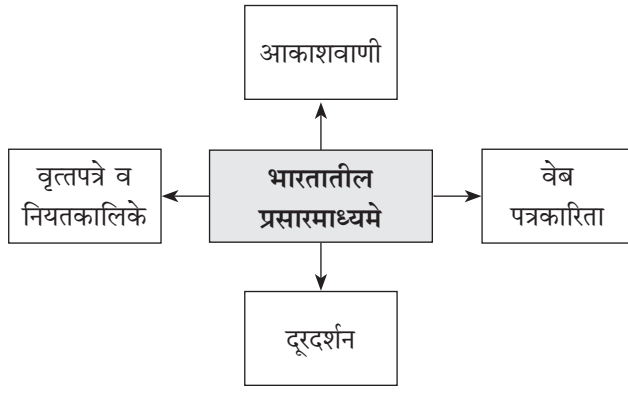 आकाशवाणी
वृत्तपत्रे व
नियतकालिके
भारतातील
प्रसारमाध्यमे
वेब
पत्रकारिता
दूरदर्शन